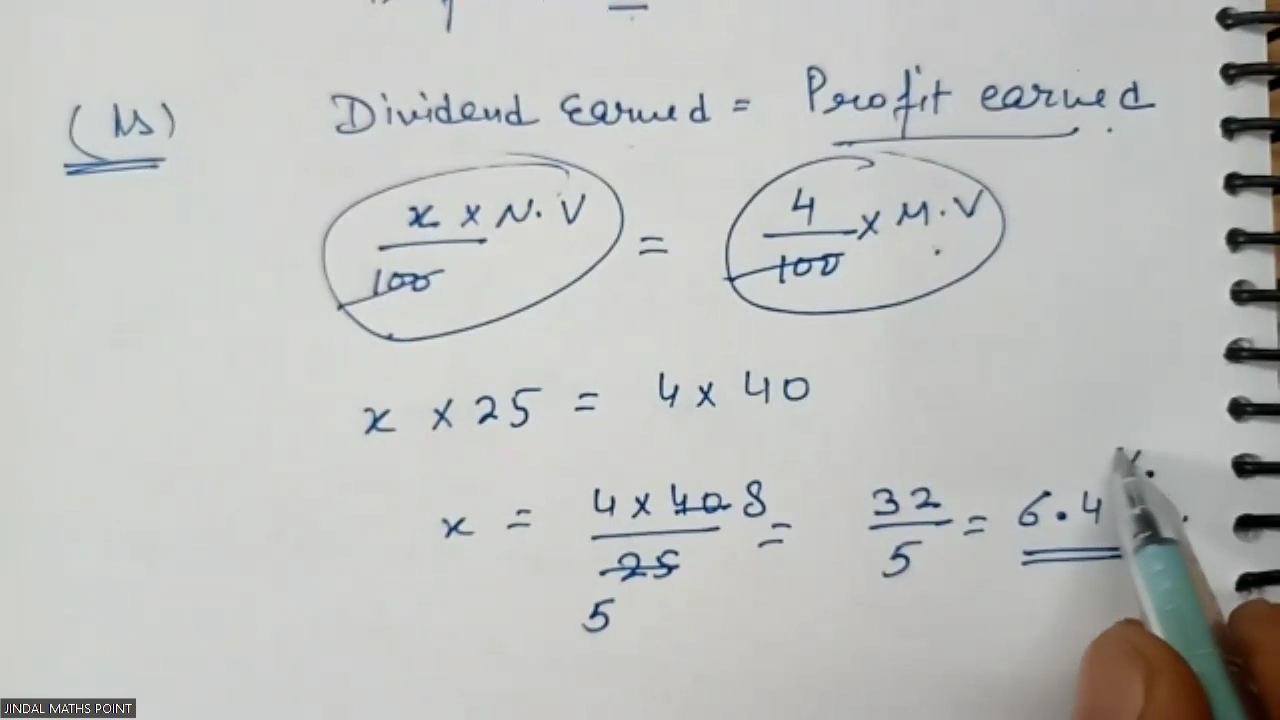 (Ns) Dividend Earned = Profit earned
x/100 × N.V = 4/100 × M.V
x × 25 = 4 × 40
x = 4 × 40 8 / 25 5 = 32/5 = 6.4 %.
JINDAL MATHS POINT